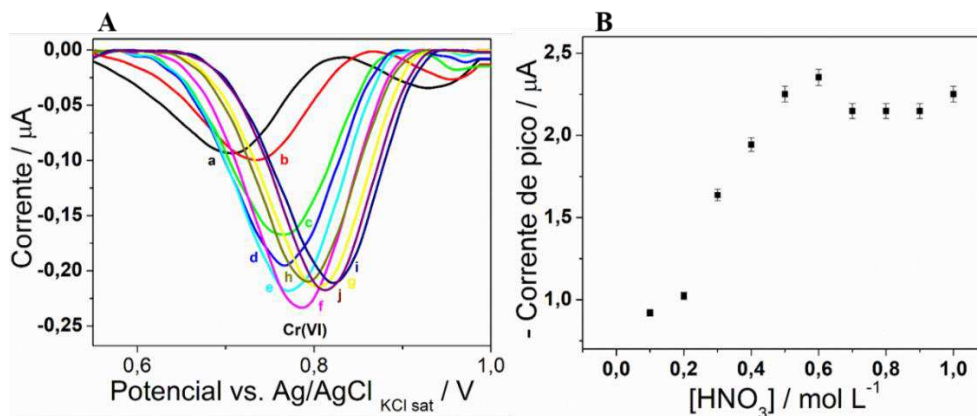 A
Corrente / µA
0,00
-0,05
-0,10
-0,15
-0,20
-0,25
a
b
c
d
e
f
g
h
i
j
Cr(VI)
0,6
0,8
1,0
Potencial vs. Ag/AgCl KCl sat / V
B
- Corrente de pico / µA
2,5
2,0
1,5
1,0
0,0
0,2
0,4
0,6
0,8
1,0
[HNO3] / mol L-1